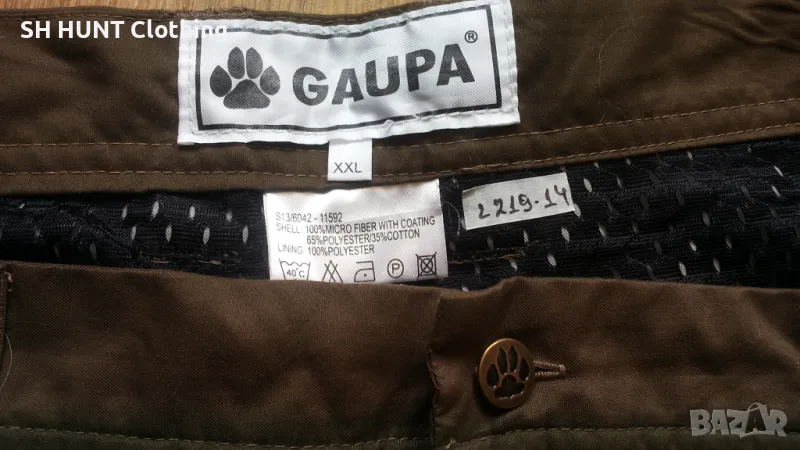 SH HUNT Clothing
GAUPA®
XXL
S13/6042 - 11592
SHELL: 100%MICRO FIBER WITH COATING
65%POLYESTER/35%COTTON
LINING: 100%POLYESTER
40°C
P
2219-14
BAZAR